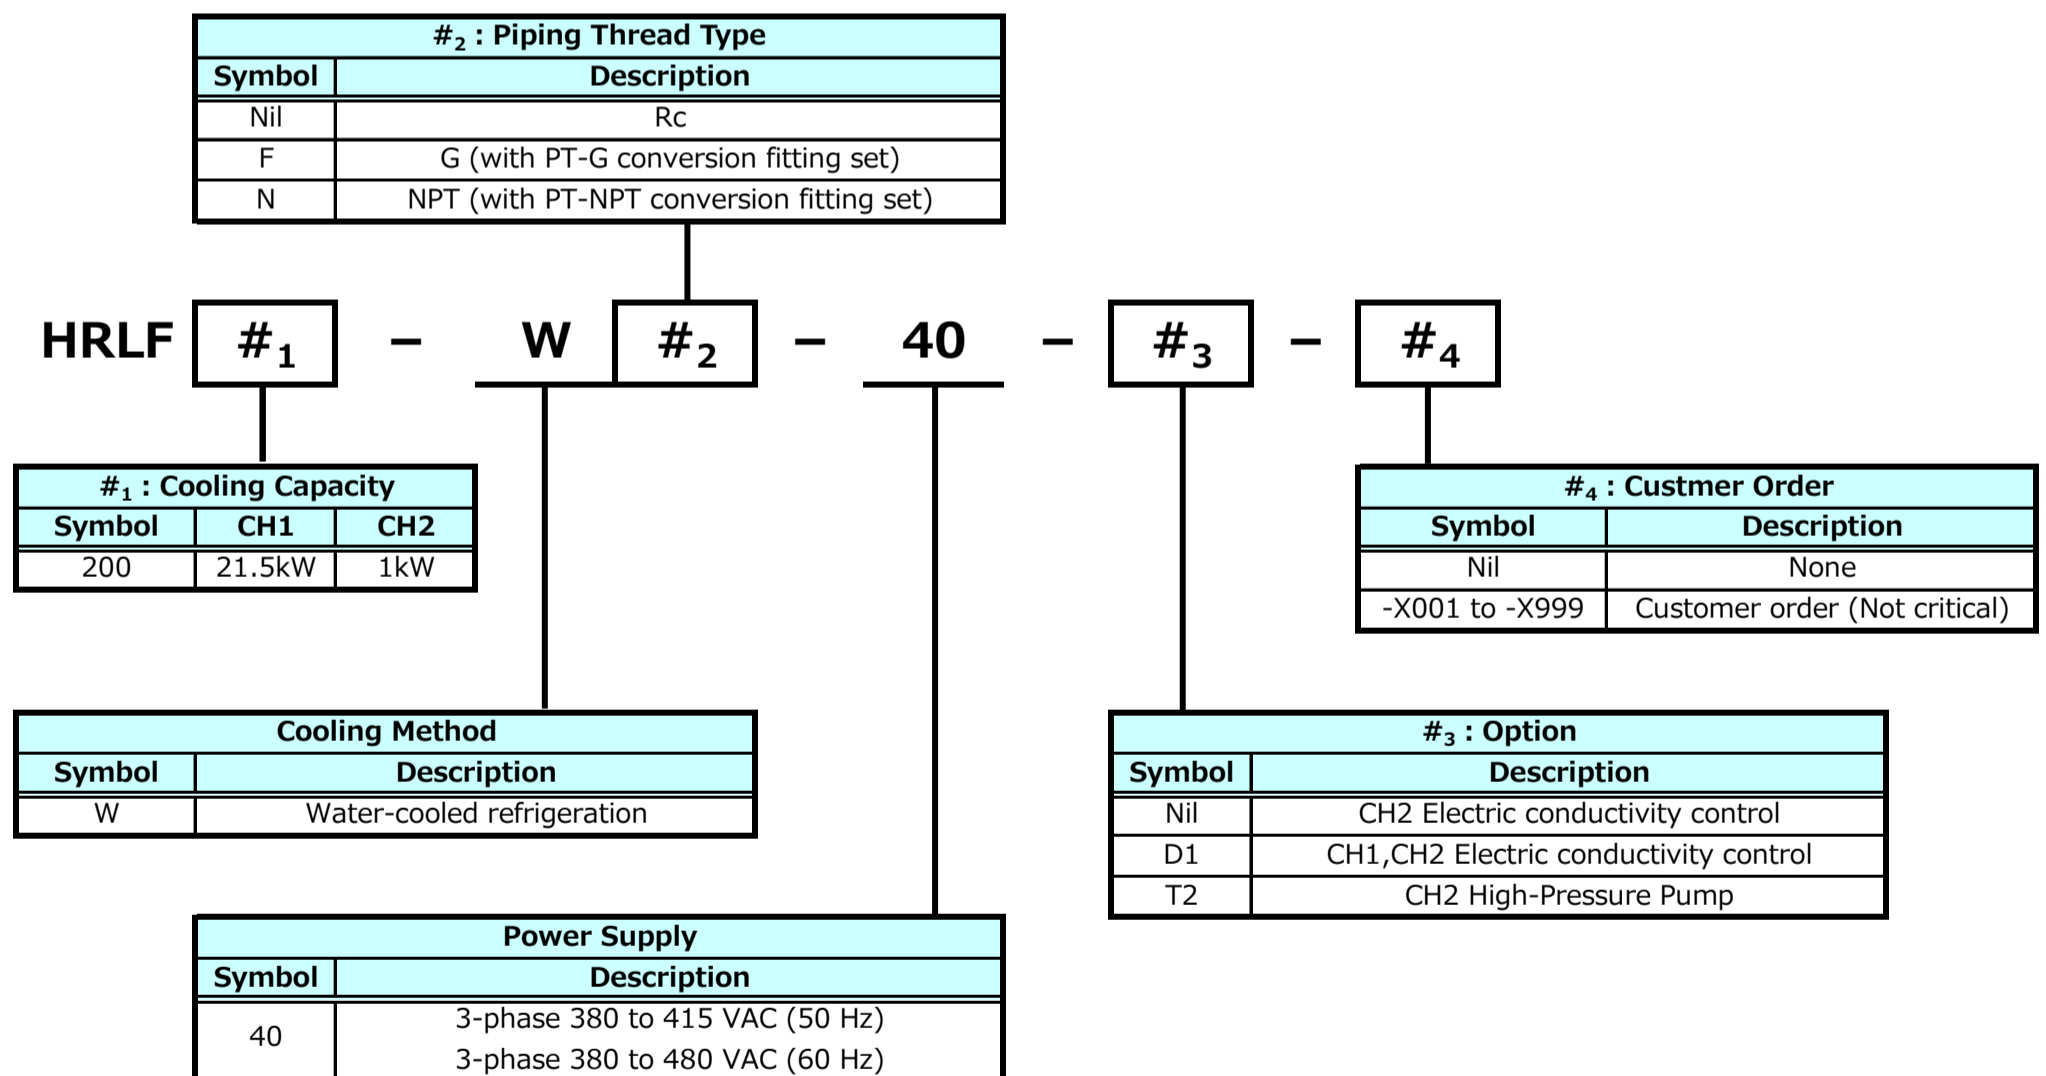 #2 : Piping Thread Type
Symbol Description
Nil Rc
F G (with PT-G conversion fitting set)
N NPT (with PT-NPT conversion fitting set)
HRLF #1 – W #2 – 40 – #3 – #4
#1 : Cooling Capacity
Symbol CH1 CH2
200 21.5kW 1kW
#4 : Custmer Order
Symbol Description
Nil None
-X001 to -X999 Customer order (Not critical)
Cooling Method
Symbol Description
W Water-cooled refrigeration
#3 : Option
Symbol Description
Nil CH2 Electric conductivity control
D1 CH1,CH2 Electric conductivity control
T2 CH2 High-Pressure Pump
Power Supply
Symbol Description
40 3-phase 380 to 415 VAC (50 Hz)
3-phase 380 to 480 VAC (60 Hz)